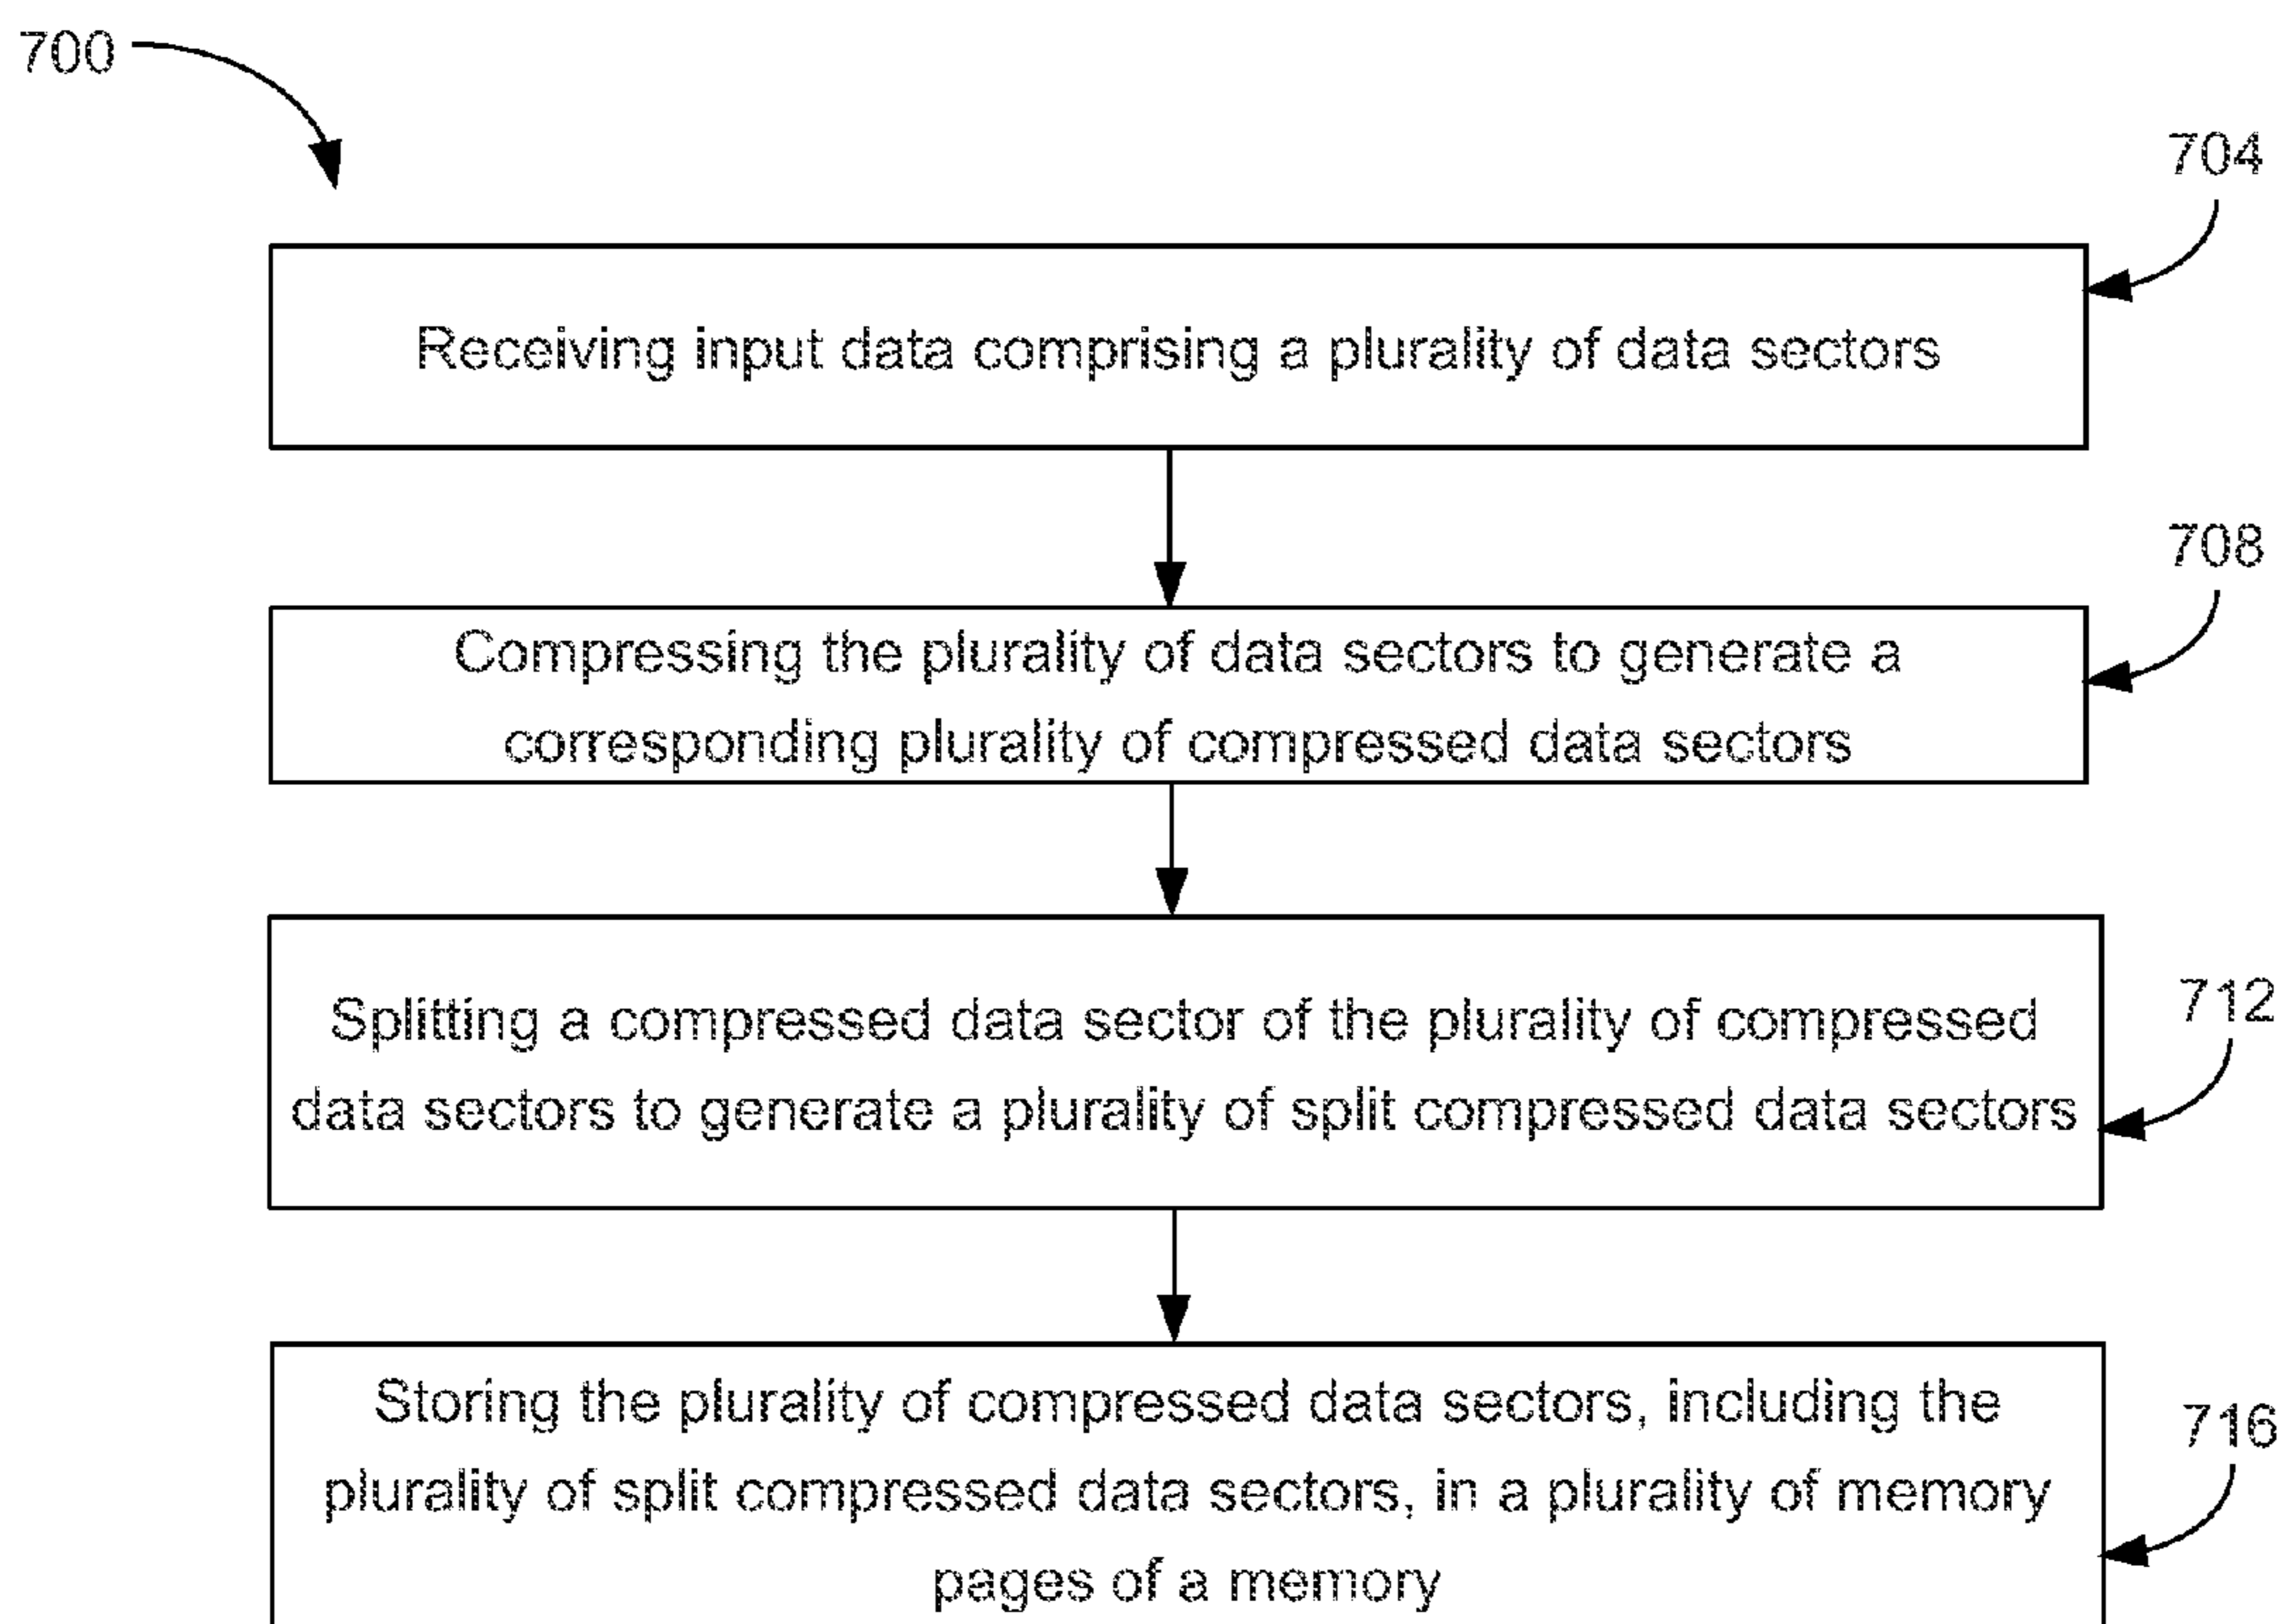 700
704
Receiving input data comprising a plurality of data sectors
708
Compressing the plurality of data sectors to generate a
corresponding plurality of compressed data sectors
712
Splitting a compressed data sector of the plurality of compressed
data sectors to generate a plurality of split compressed data sectors
716
Storing the plurality of compressed data sectors, including the
plurality of split compressed data sectors, in a plurality of memory
pages of a memory